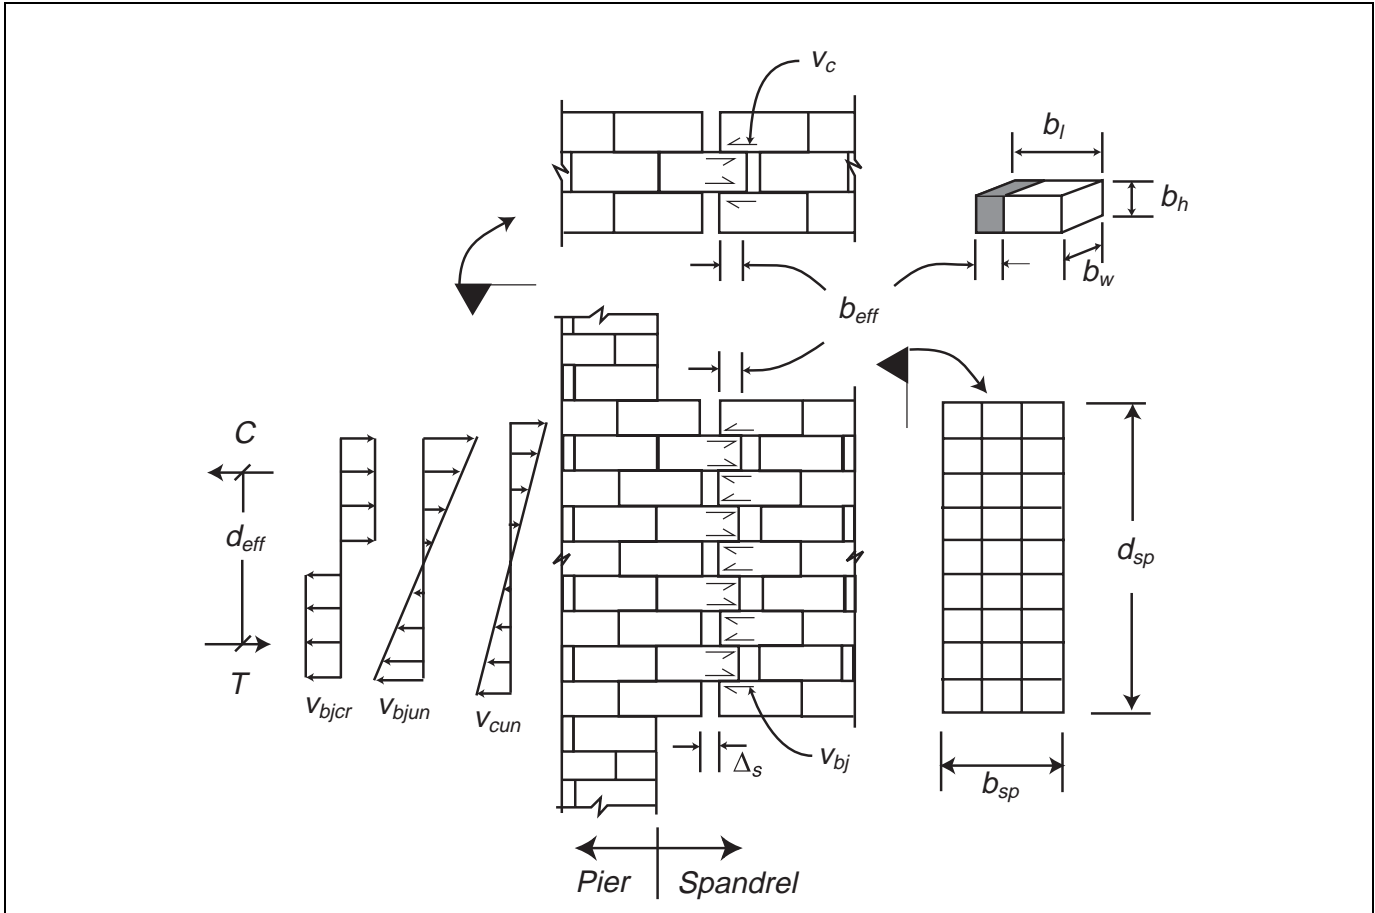 v_c
b_l
b_h
b_w
b_eff
C
d_eff
T
v_bjcr
v_bjun
v_cun
Δ_s
v_bj
d_sp
b_sp
Pier
Spandrel